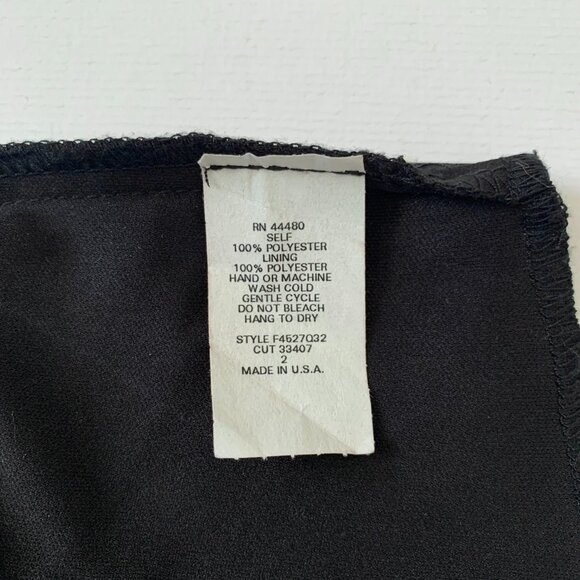 RN 44480
SELF
100% POLYESTER
LINING
100% POLYESTER
HAND OR MACHINE
WASH COLD
GENTLE CYCLE
DO NOT BLEACH
HANG TO DRY
STYLE F4527Q32
CUT 33407
2
MADE IN U.S.A.